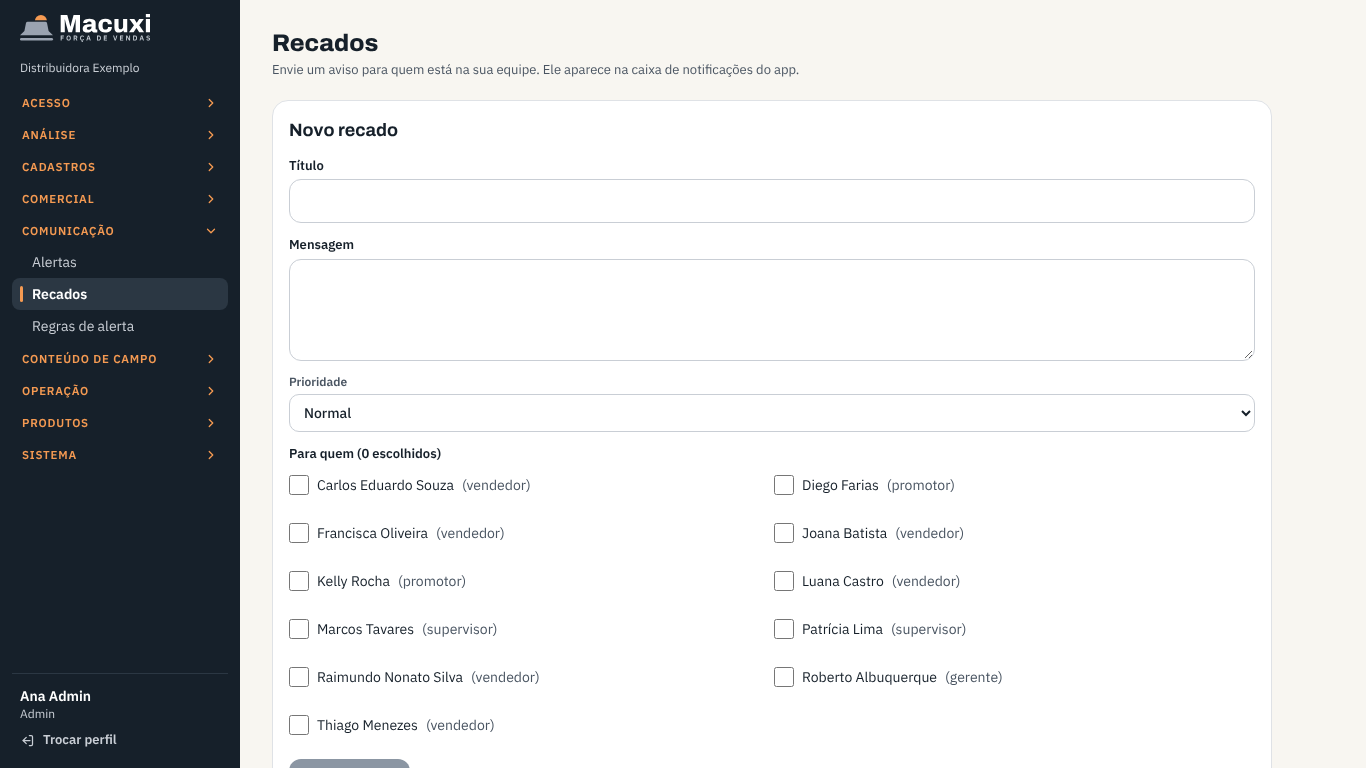 Macuxi
FORÇA DE VENDAS
Distribuidora Exemplo
ACESSO
ANÁLISE
CADASTROS
COMERCIAL
COMUNICAÇÃO
Alertas
Recados
Regras de alerta
CONTEÚDO DE CAMPO
OPERAÇÃO
PRODUTOS
SISTEMA
Ana Admin
Admin
Trocar perfil
Recados
Envie um aviso para quem está na sua equipe. Ele aparece na caixa de notificações do app.
Novo recado
Título
Mensagem
Prioridade
Normal
Para quem (0 escolhidos)
Carlos Eduardo Souza (vendedor)
Diego Farias (promotor)
Francisca Oliveira (vendedor)
Joana Batista (vendedor)
Kelly Rocha (promotor)
Luana Castro (vendedor)
Marcos Tavares (supervisor)
Patrícia Lima (supervisor)
Raimundo Nonato Silva (vendedor)
Roberto Albuquerque (gerente)
Thiago Menezes (vendedor)